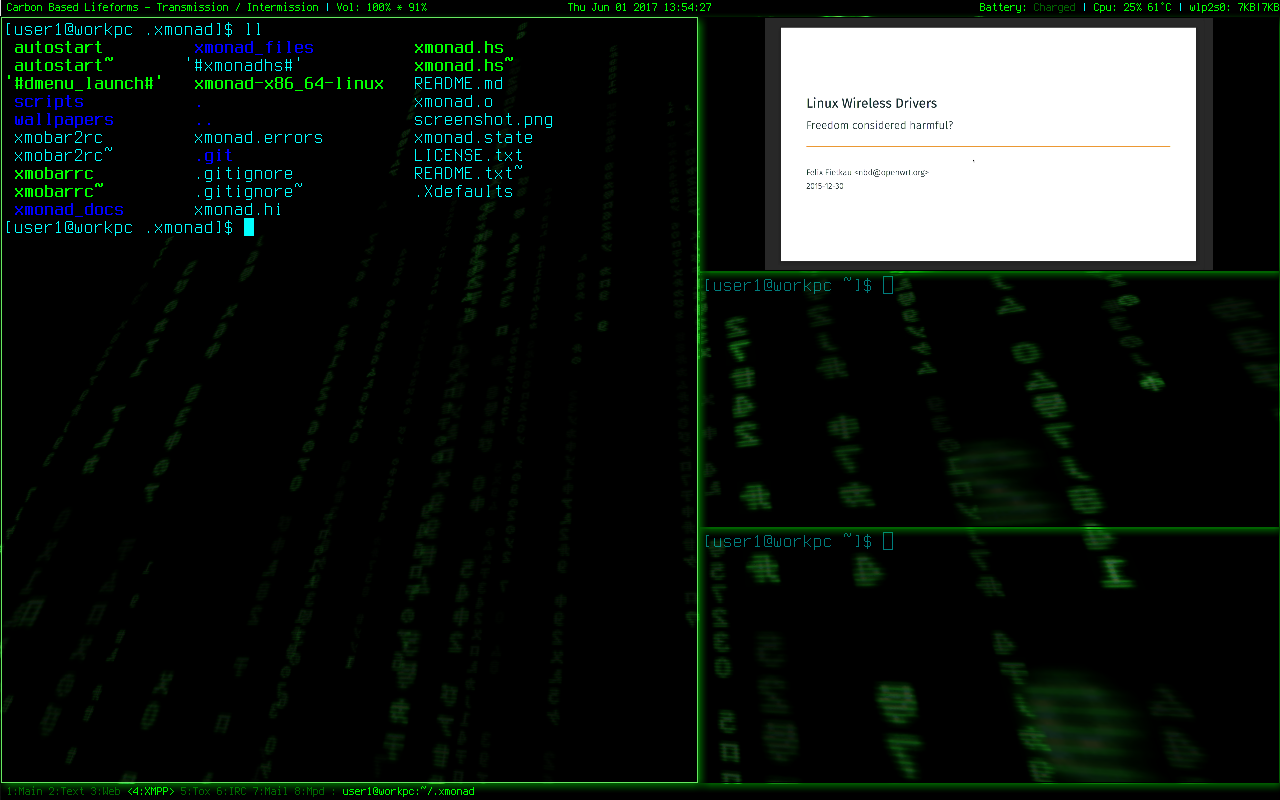 Carbon Based Lifeforms - Transmission / Intermission | Vol: 100% * 91% Thu Jun 01 2017 13:54:27 Battery: Charged | Cpu: 25% 61°C | wlp2s0: 7KB|7KB
[user1@workpc .xmonad]$ ll
autostart xmonad_files xmonad.hs
autostart~ '#xmonadhs#' xmonad.hs~
'#dmenu_launch#' xmonad-x86_64-linux README.md
scripts . xmonad.o
wallpapers .. screenshot.png
xmobar2rc xmonad.errors xmonad.state
xmobar2rc~ .git LICENSE.txt
xmobarrc .gitignore README.txt~
xmobarrc~ .gitignore~ .Xdefaults
xmonad_docs xmonad.hi
[user1@workpc .xmonad]$
Linux Wireless Drivers
Freedom considered harmful?
Felix Fietkau <nbd@openwrt.org>
2015-12-30
[user1@workpc ~]$
[user1@workpc ~]$
1:Main 2:Text 3:Web <4:XMPP> 5:Tox 6:IRC 7:Mail 8:Mpd : user1@workpc:~/.xmonad